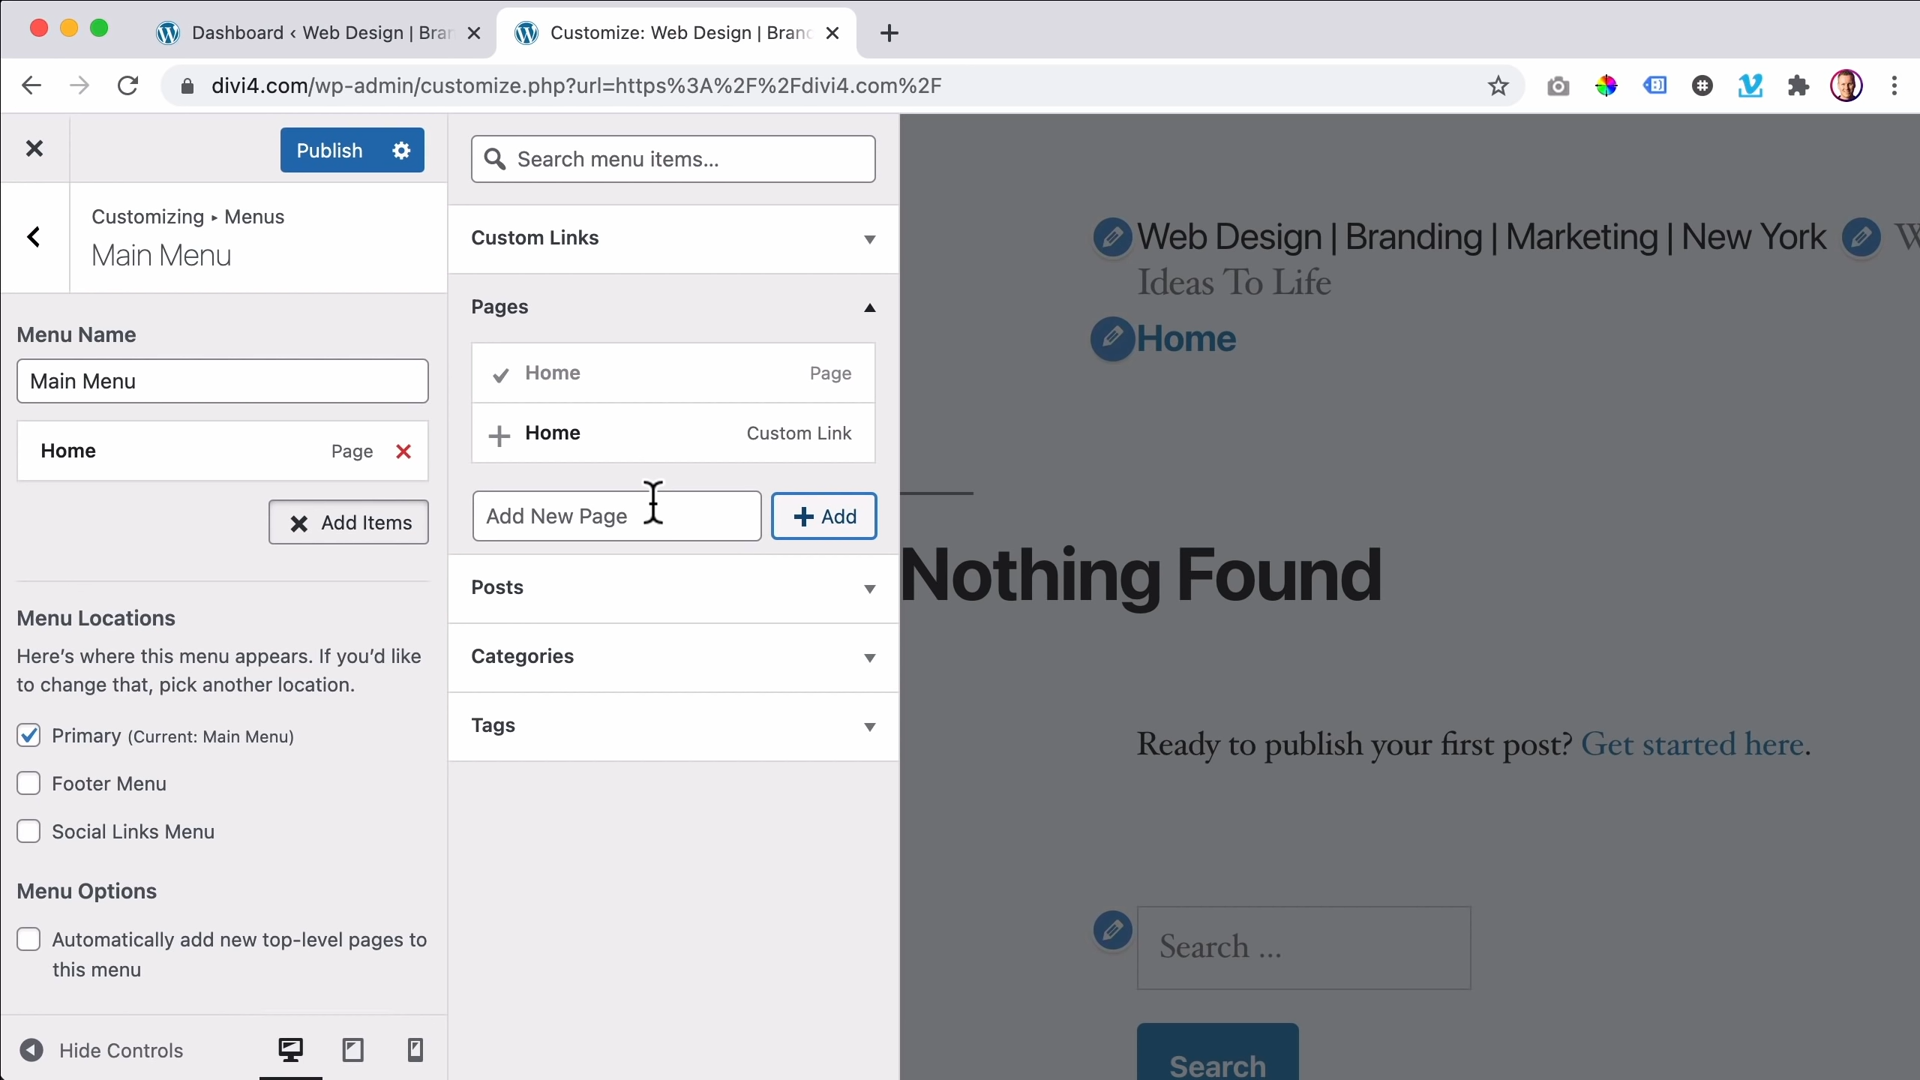 Dashboard ‹ Web Design | Bran
Customize: Web Design | Brand
divi4.com/wp-admin/customize.php?url=https%3A%2F%2Fdivi4.com%2F
Publish
Customizing ▸ Menus
Main Menu
Menu Name
Main Menu
Home Page
Add Items
Menu Locations
Here’s where this menu appears. If you’d like
to change that, pick another location.
Primary (Current: Main Menu)
Footer Menu
Social Links Menu
Menu Options
Automatically add new top-level pages to
this menu
Hide Controls
Search menu items...
Custom Links
Pages
Home Page
Home Custom Link
Add New Page
Add
Posts
Categories
Tags
Web Design | Branding | Marketing | New York
Ideas To Life
Home
Nothing Found
Ready to publish your first post? Get started here.
Search ...
Search